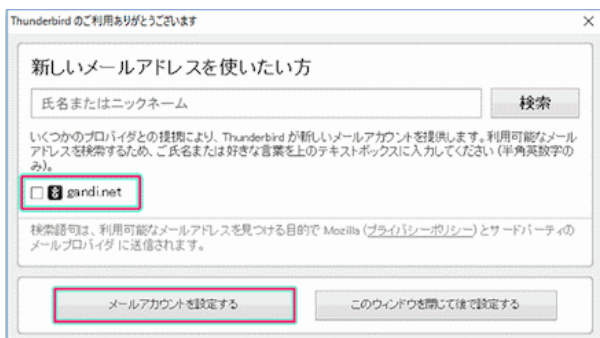 Thunderbird のご利用ありがとうございます
新しいメールアドレスを使いたい方
氏名またはニックネーム
検索
いくつかのプロバイダとの提携により、Thunderbird が新しいメールアカウントを提供します。利用可能なメール
アドレスを検索するため、ご氏名または好きな言葉を上のテキストボックスに入力してください (半角英数字の
み)。
gandi.net
検索語句は、利用可能なメールアドレスを見つける目的で Mozilla (プライバシーポリシー) とサードパーティの
メールプロバイダ に送信されます。
メールアカウントを設定する
このウィンドウを閉じて後で設定する